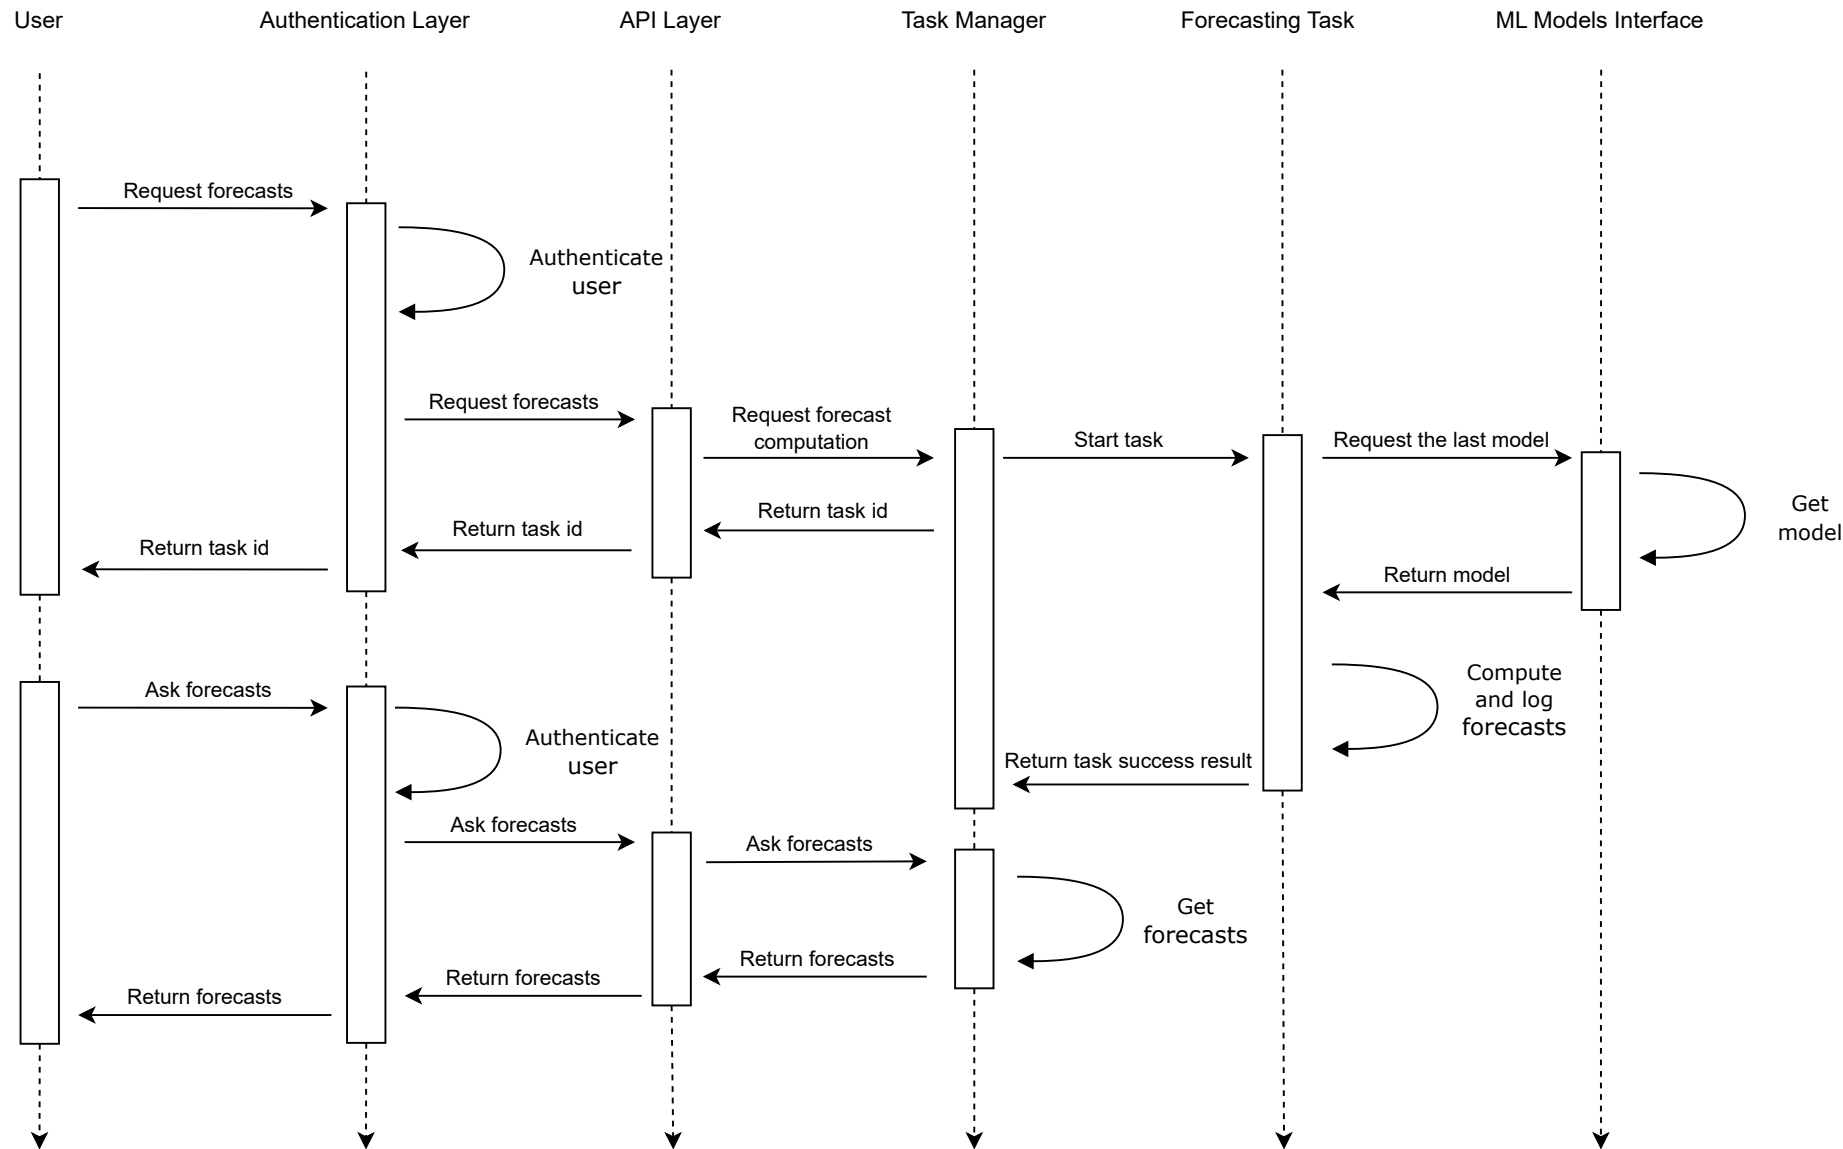 User
Authentication Layer
API Layer
Task Manager
Forecasting Task
ML Models Interface
Request forecasts
Authenticate
user
Request forecasts
Request forecast
computation
Start task
Request the last model
Get
model
Return task id
Return task id
Return task id
Return model
Compute
and log
forecasts
Ask forecasts
Authenticate
user
Return task success result
Ask forecasts
Ask forecasts
Get
forecasts
Return forecasts
Return forecasts
Return forecasts